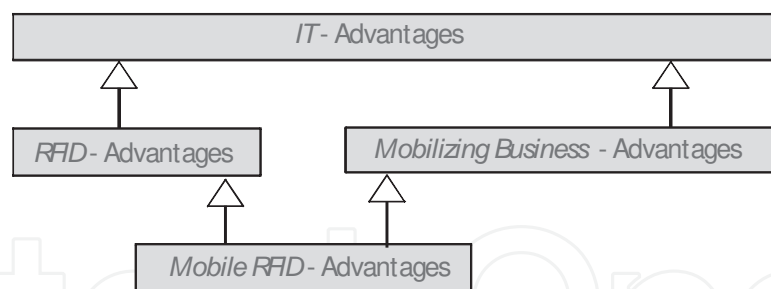 IT - Advantages
RFID - Advantages
Mobilizing Business - Advantages
Mobile RFID - Advantages